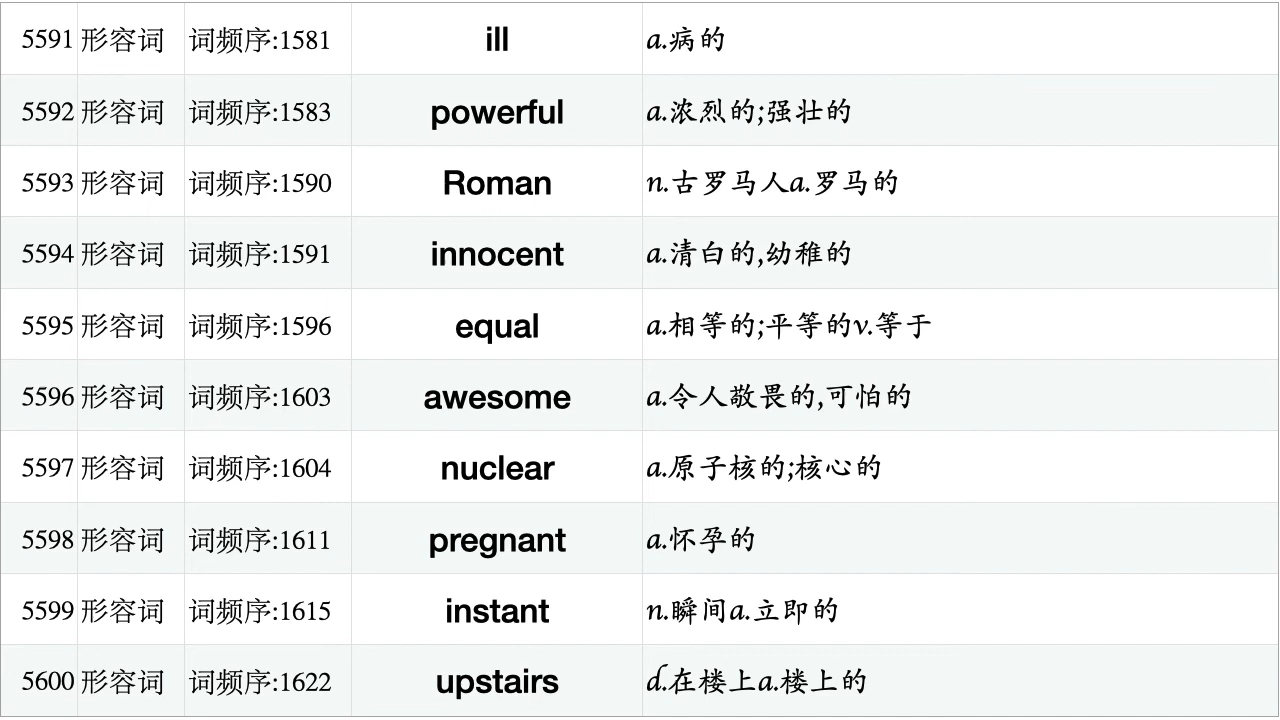 5591 形容词 词频序:1581 ill a.病的
5592 形容词 词频序:1583 powerful a.浓烈的;强壮的
5593 形容词 词频序:1590 Roman n.古罗马人a.罗马的
5594 形容词 词频序:1591 innocent a.清白的,幼稚的
5595 形容词 词频序:1596 equal a.相等的;平等的v.等于
5596 形容词 词频序:1603 awesome a.令人敬畏的,可怕的
5597 形容词 词频序:1604 nuclear a.原子核的;核心的
5598 形容词 词频序:1611 pregnant a.怀孕的
5599 形容词 词频序:1615 instant n.瞬间a.立即的
5600 形容词 词频序:1622 upstairs d.在楼上a.楼上的